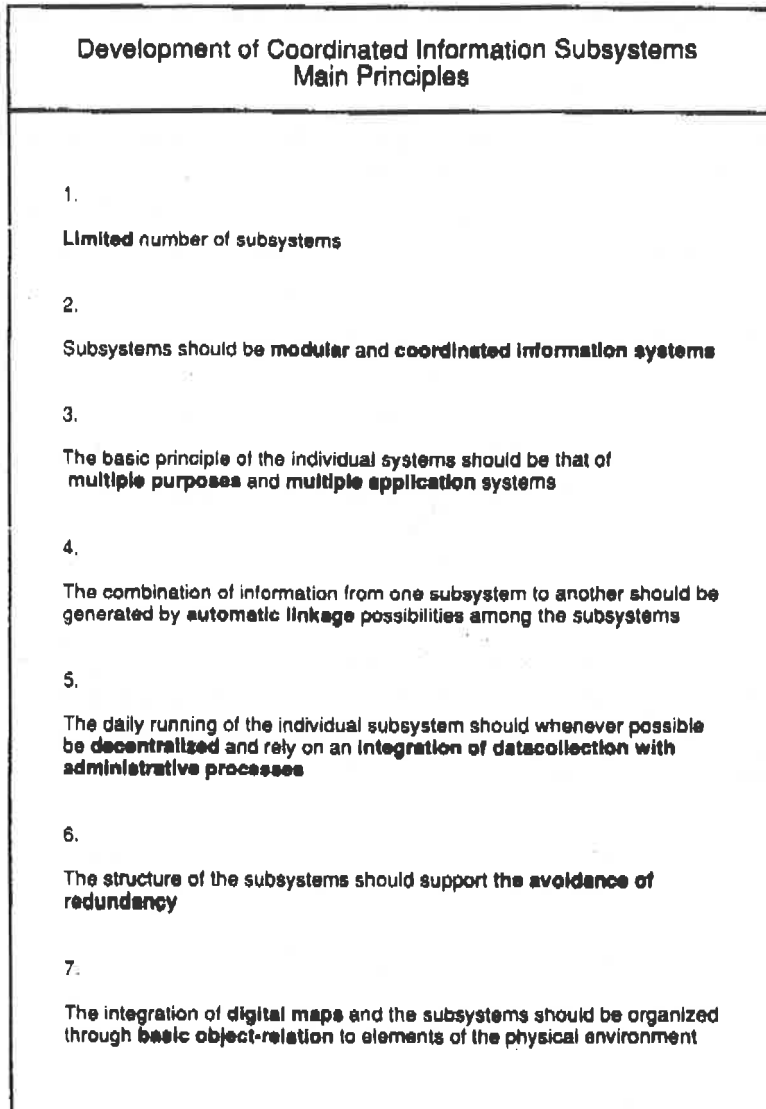 Development of Coordinated Information Subsystems
Main Principles
1.
Limited number of subsystems
2.
Subsystems should be modular and coordinated information systems
3.
The basic principle of the individual systems should be that of
multiple purposes and multiple application systems
4.
The combination of information from one subsystem to another should be
generated by automatic linkage possibilities among the subsystems
5.
The daily running of the individual subsystem should whenever possible
be decentralized and rely on an integration of datacollection with
administrative processes
6.
The structure of the subsystems should support the avoidance of
redundancy
7.
The integration of digital maps and the subsystems should be organized
through basic object-relation to elements of the physical environment